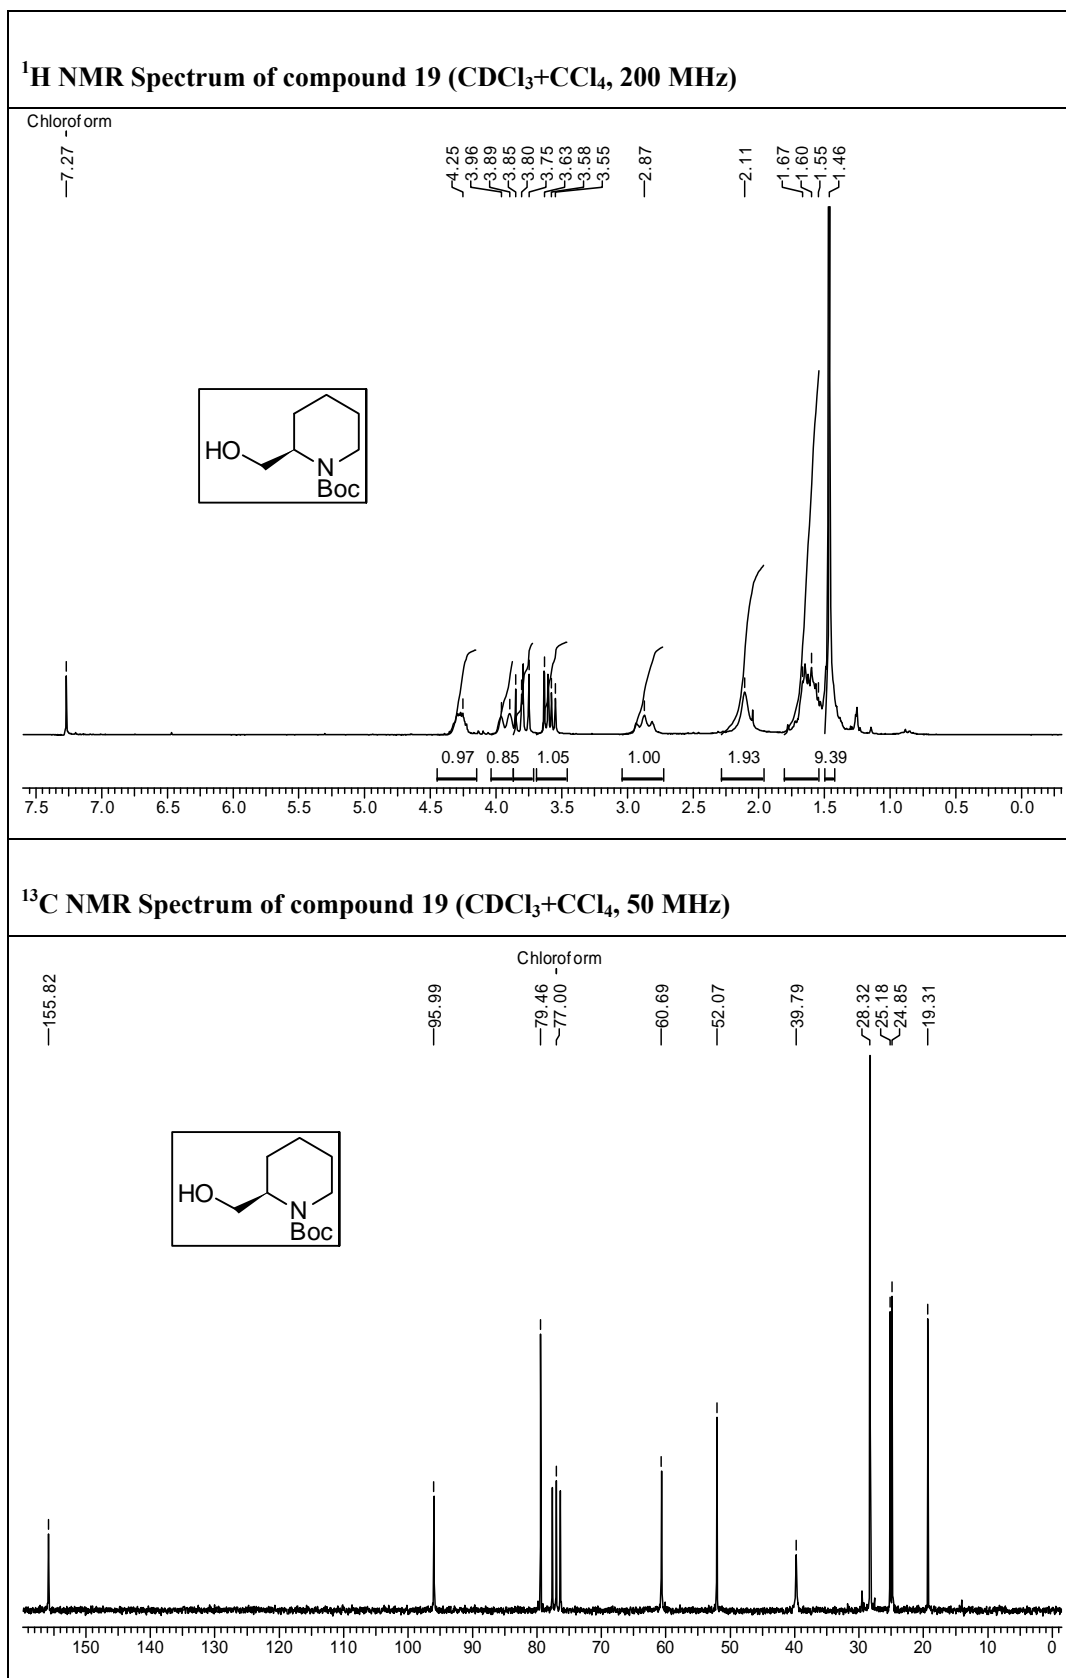 ¹H NMR Spectrum of compound 19 (CDCl₃+CCl₄, 200 MHz)
Chloroform
7.27
4.25
3.96
3.89
3.85
3.80
3.75
3.63
3.58
3.55
2.87
2.11
1.67
1.60
1.55
1.46
HO
N
Boc
0.97 0.85 1.05 1.00 1.93 9.39
7.5 7.0 6.5 6.0 5.5 5.0 4.5 4.0 3.5 3.0 2.5 2.0 1.5 1.0 0.5 0.0
¹³C NMR Spectrum of compound 19 (CDCl₃+CCl₄, 50 MHz)
Chloroform
155.82
95.99
79.46
77.00
60.69
52.07
39.79
28.32
25.18
24.85
19.31
HO
N
Boc
150 140 130 120 110 100 90 80 70 60 50 40 30 20 10 0